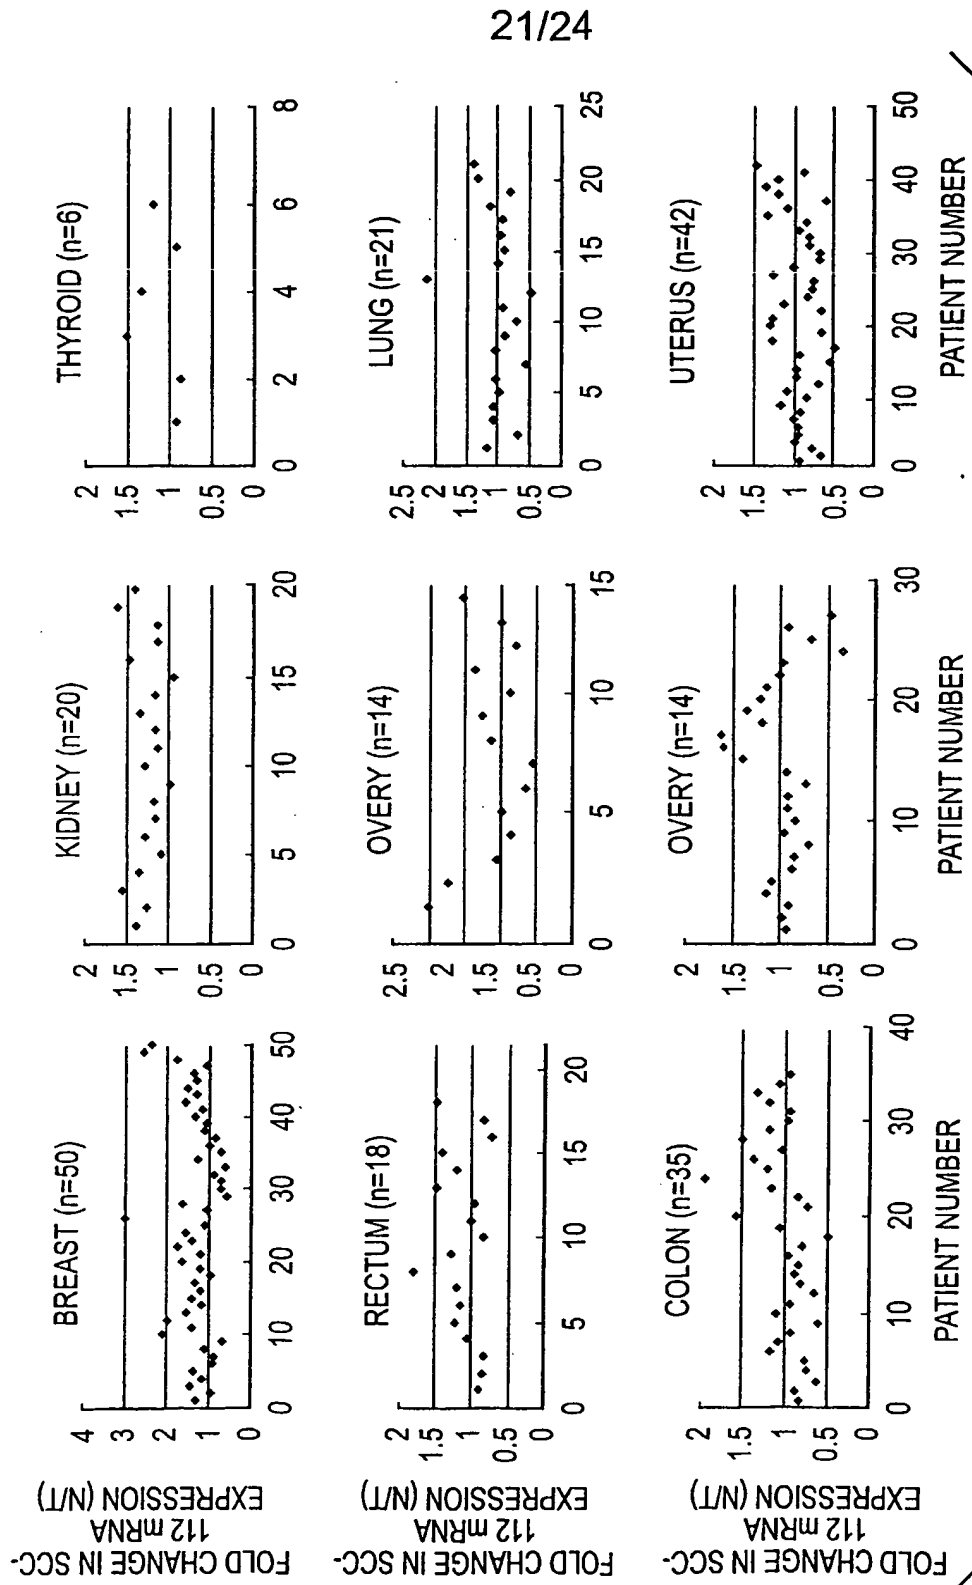 21/24
FOLD CHANGE IN SCC-
112 mRNA
EXPRESSION (N/T)
BREAST (n=50)
4
3
2
1
0
0 10 20 30 40 50
KIDNEY (n=20)
2
1.5
1
0.5
0
0 5 10 15 20
THYROID (n=6)
2
1.5
1
0.5
0
0 2 4 6 8
FOLD CHANGE IN SCC-
112 mRNA
EXPRESSION (N/T)
RECTUM (n=18)
2
1.5
1
0.5
0
0 5 10 15 20
OVERY (n=14)
2.5
2
1.5
1
0.5
0
0 5 10 15
LUNG (n=21)
2.5
2
1.5
1
0.5
0
0 5 10 15 20 25
FOLD CHANGE IN SCC-
112 mRNA
EXPRESSION (N/T)
COLON (n=35)
2
1.5
1
0.5
0
0 10 20 30 40
PATIENT NUMBER
OVERY (n=14)
2
1.5
1
0.5
0
0 10 20 30
PATIENT NUMBER
UTERUS (n=42)
2
1.5
1
0.5
0
0 10 20 30 40 50
PATIENT NUMBER